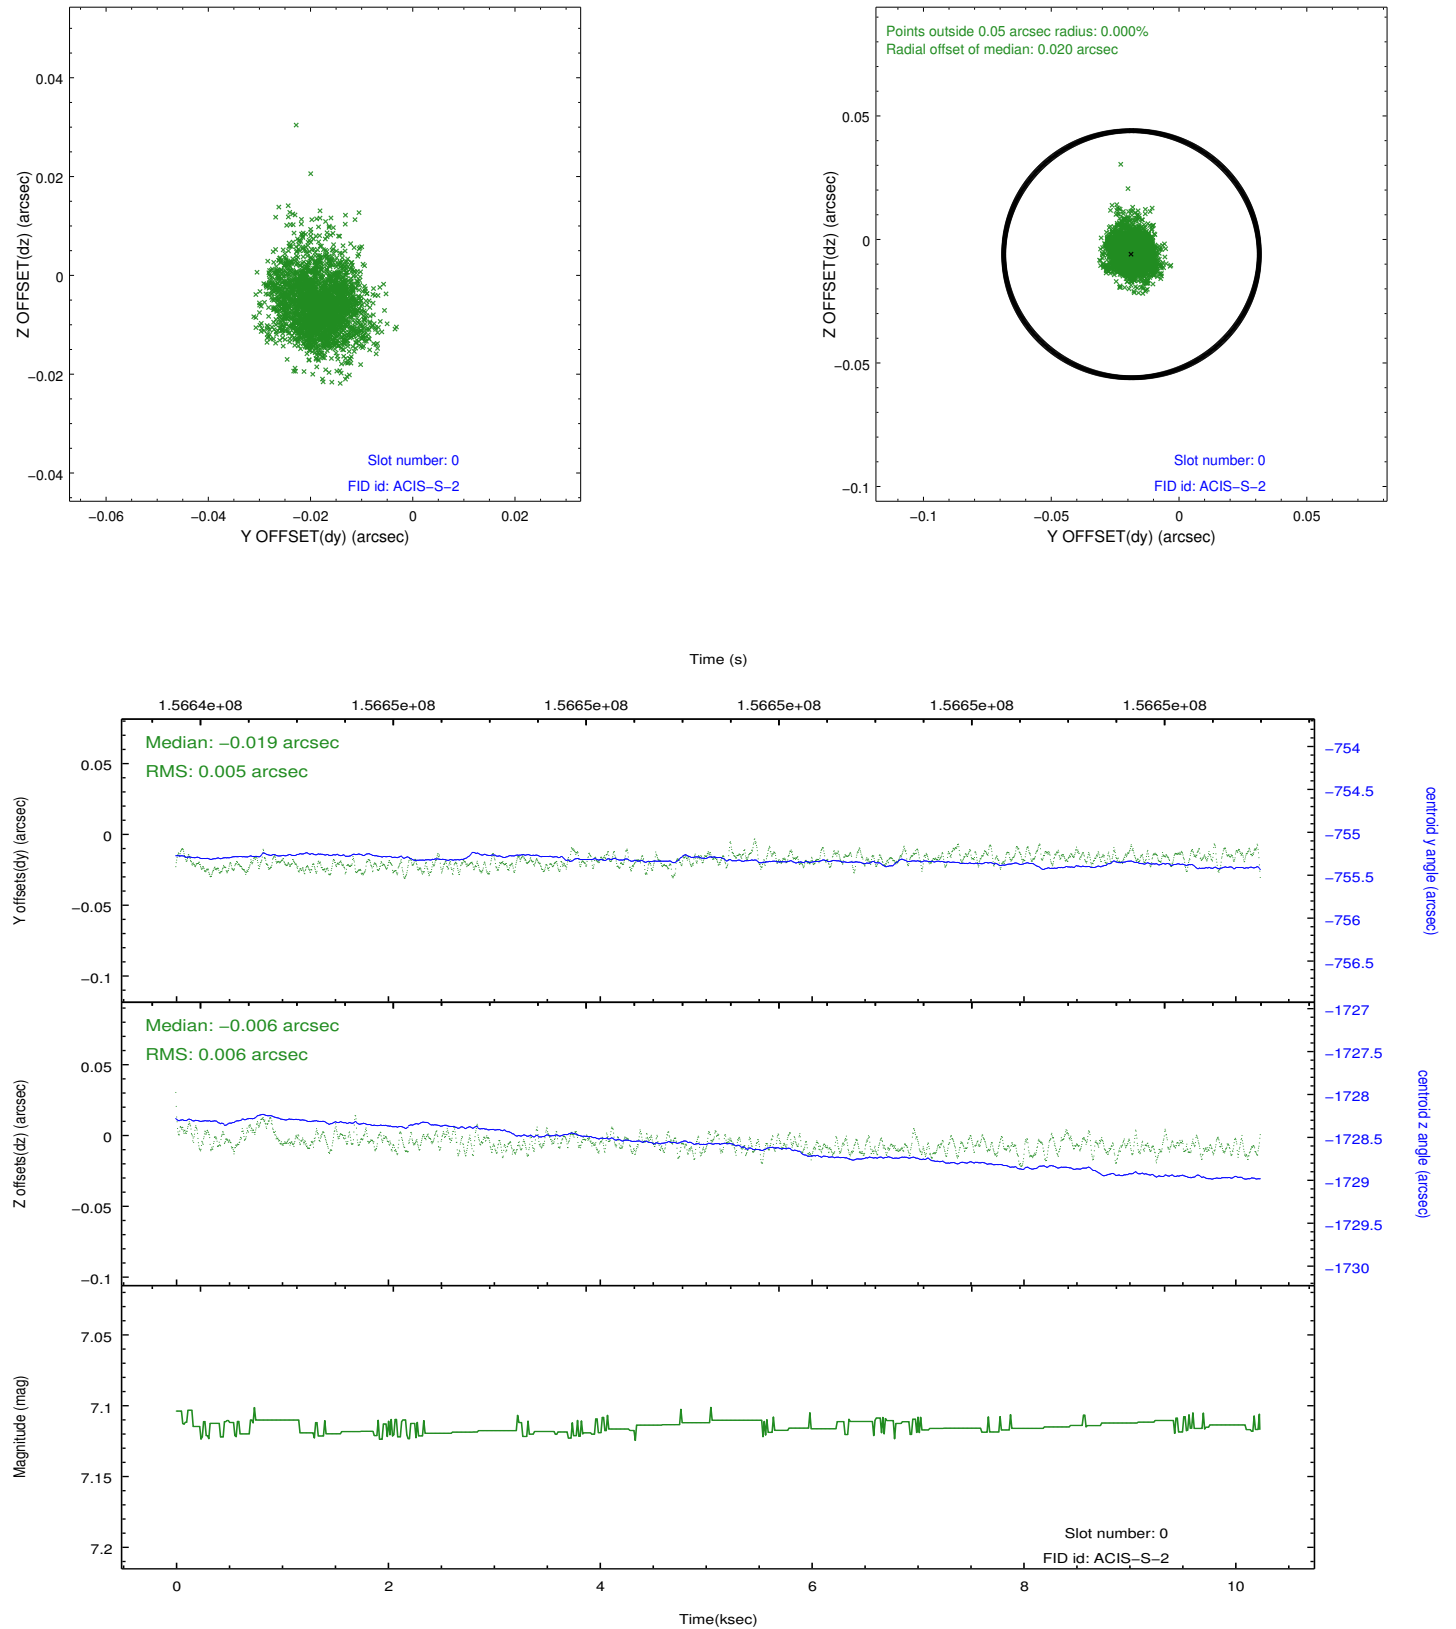 0.04
0.02
0
−0.02
−0.04
Z OFFSET(dz) (arcsec)
Slot number: 0
FID id: ACIS−S−2
−0.06
−0.04
−0.02
0
0.02
Y OFFSET(dy) (arcsec)
Points outside 0.05 arcsec radius: 0.000%
Radial offset of median: 0.020 arcsec
0.05
0
−0.05
−0.1
Z OFFSET(dz) (arcsec)
Slot number: 0
FID id: ACIS−S−2
−0.1
−0.05
0
0.05
Y OFFSET(dy) (arcsec)
Time (s)
1.5664e+08
1.5665e+08
1.5665e+08
1.5665e+08
1.5665e+08
1.5665e+08
Median: −0.019 arcsec
RMS: 0.005 arcsec
0.05
0
−0.05
−0.1
Y offsets(dy) (arcsec)
−754
−754.5
−755
−755.5
−756
−756.5
centroid y angle (arcsec)
Median: −0.006 arcsec
RMS: 0.006 arcsec
0.05
0
−0.05
−0.1
Z offsets(dz) (arcsec)
−1727
−1727.5
−1728
−1728.5
−1729
−1729.5
−1730
centroid z angle (arcsec)
7.05
7.1
7.15
7.2
Magnitude (mag)
Slot number: 0
FID id: ACIS−S−2
0
2
4
6
8
10
Time(ksec)